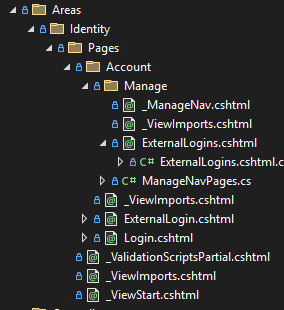 Areas
Identity
Pages
Account
Manage
_ManageNav.cshtml
_ViewImports.cshtml
ExternalLogins.cshtml
C# ExternalLogins.cshtml.c
C# ManageNavPages.cs
_ViewImports.cshtml
ExternalLogin.cshtml
Login.cshtml
_ValidationScriptsPartial.cshtml
_ViewImports.cshtml
_ViewStart.cshtml